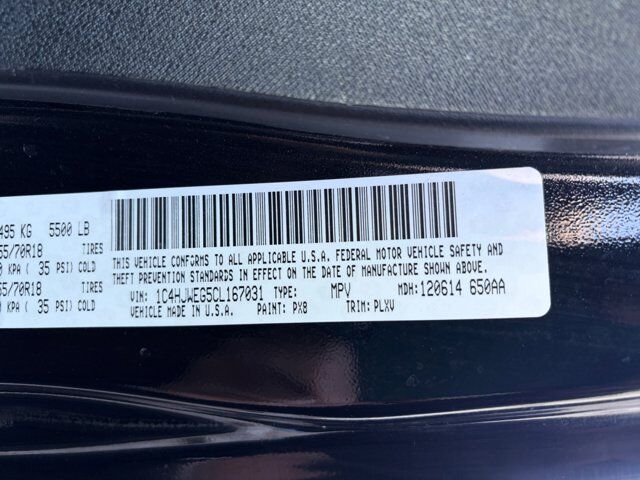 495 KG 5500 LB
55/70R18 TIRES
KPA ( 35 PSI) COLD
55/70R18 TIRES
KPA ( 35 PSI) COLD
THIS VEHICLE CONFORMS TO ALL APPLICABLE U.S.A. FEDERAL MOTOR VEHICLE SAFETY AND
THEFT PREVENTION STANDARDS IN EFFECT ON THE DATE OF MANUFACTURE SHOWN ABOVE.
VIN: 1C4HJWEG5CL167031 TYPE: MPV MDH: 120614 650AA
VEHICLE MADE IN U.S.A. PAINT: PX8 TRIM: PLXV